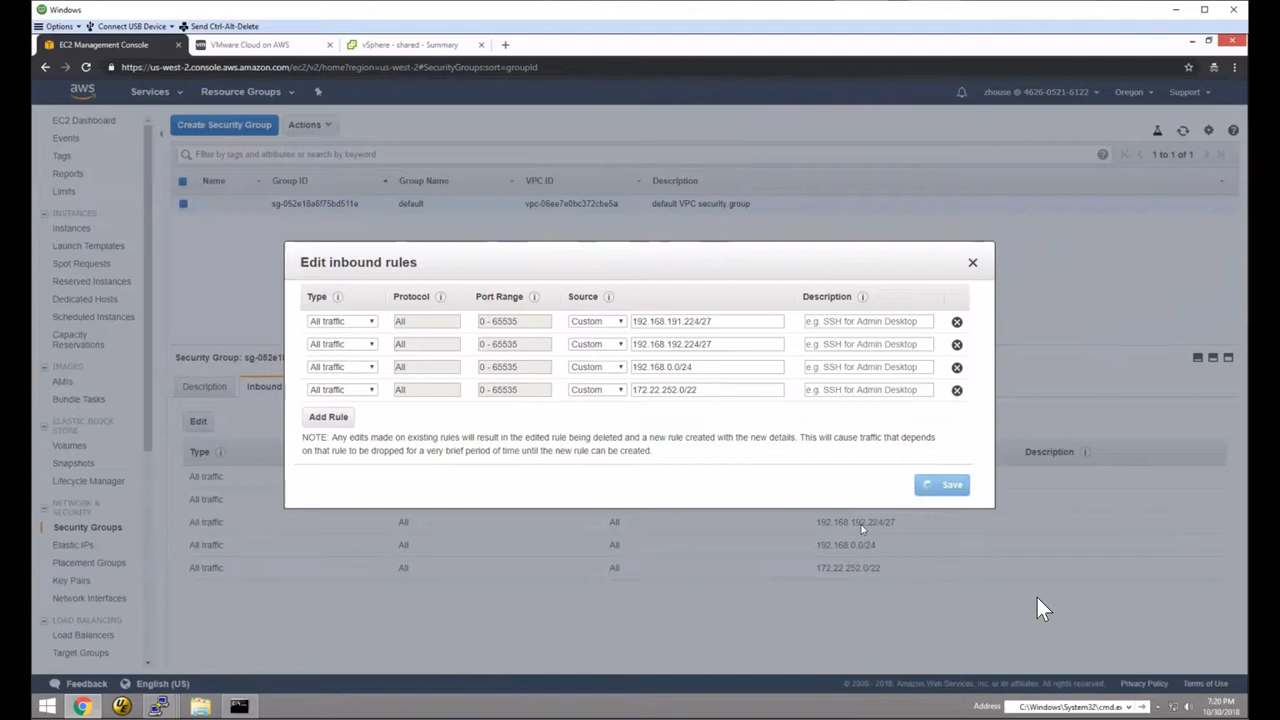 Windows
Options Connect USB Device Send Ctrl-Alt-Delete
EC2 Management Console VMware Cloud on AWS vSphere - shared - Summary
https://us-west-2.console.aws.amazon.com/ec2/v2/home?region=us-west-2#SecurityGroups:sort=groupId
aws Services Resource Groups zhouse @ 4626-0521-6122 Oregon Support
EC2 Dashboard
Events
Tags
Reports
Limits
INSTANCES
Instances
Launch Templates
Spot Requests
Reserved Instances
Dedicated Hosts
Scheduled Instances
Capacity
Reservations
IMAGES
AMIs
Bundle Tasks
ELASTIC BLOCK
STORE
Volumes
Snapshots
Lifecycle Manager
NETWORK &
SECURITY
Security Groups
Elastic IPs
Placement Groups
Key Pairs
Network Interfaces
LOAD BALANCING
Load Balancers
Target Groups
Create Security Group Actions
Filter by tags and attributes or search by keyword 1 to 1 of 1
Name Group ID Group Name VPC ID Description
sg-052e18a6f75bd511e default vpc-06ee7e0bc372cbe5a default VPC security group
Edit inbound rules
Type Protocol Port Range Source Description
All traffic All 0 - 65535 Custom 192.168.191.224/27 e.g. SSH for Admin Desktop
All traffic All 0 - 65535 Custom 192.168.192.224/27 e.g. SSH for Admin Desktop
All traffic All 0 - 65535 Custom 192.168.0.0/24 e.g. SSH for Admin Desktop
All traffic All 0 - 65535 Custom 172.22.252.0/22 e.g. SSH for Admin Desktop
Add Rule
NOTE: Any edits made on existing rules will result in the edited rule being deleted and a new rule created with the new details. This will cause traffic that depends
on that rule to be dropped for a very brief period of time until the new rule can be created.
Save
Security Group: sg-052e18
Description Inbound
Edit
Type Description
All traffic
All traffic
All traffic All All 192.168.192.224/27
All traffic All All 192.168.0.0/24
All traffic All All 172.22.252.0/22
Feedback English (US) © 2008 - 2018, Amazon Web Services, Inc. or its affiliates. All rights reserved. Privacy Policy Terms of Use
Address C:\Windows\System32\cmd.e 7:20 PM
10/30/2018